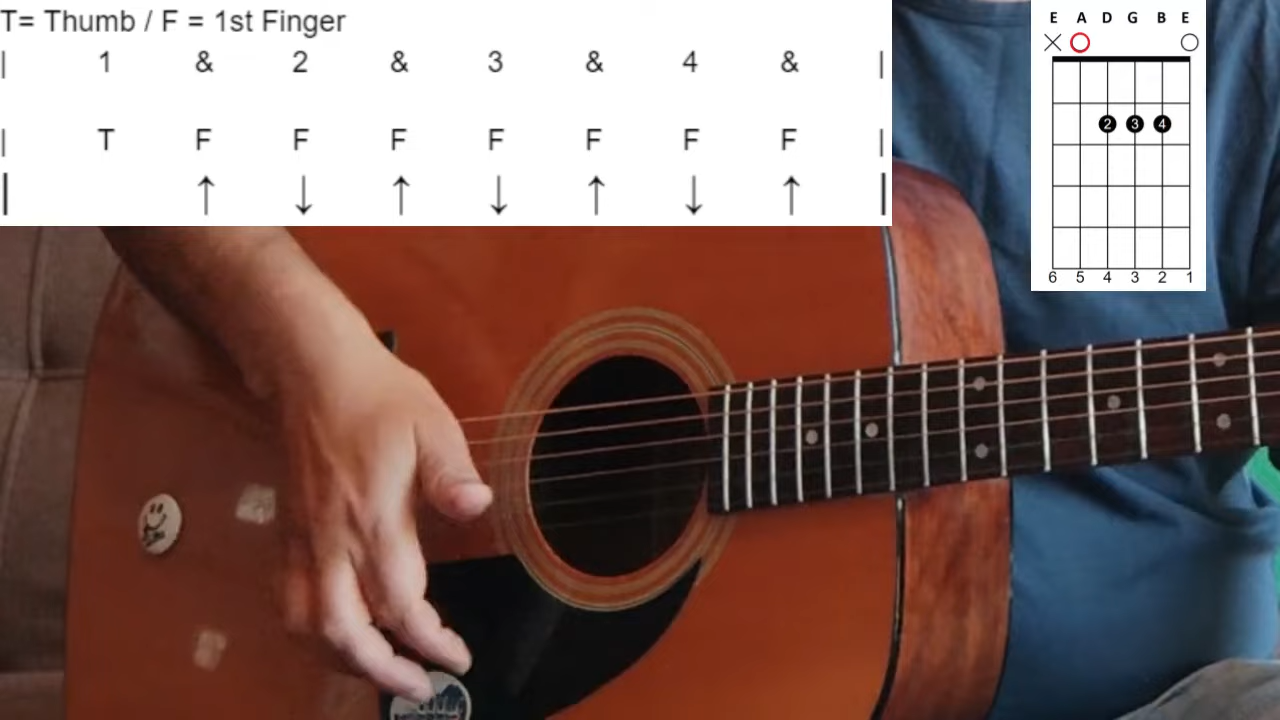 T= Thumb / F = 1st Finger
| 1 & 2 & 3 & 4 & |
| T F F F F F F F |
| ↑ ↓ ↑ ↓ ↑ ↓ ↑ |
E A D G B E
X O O
2 3 4
6 5 4 3 2 1